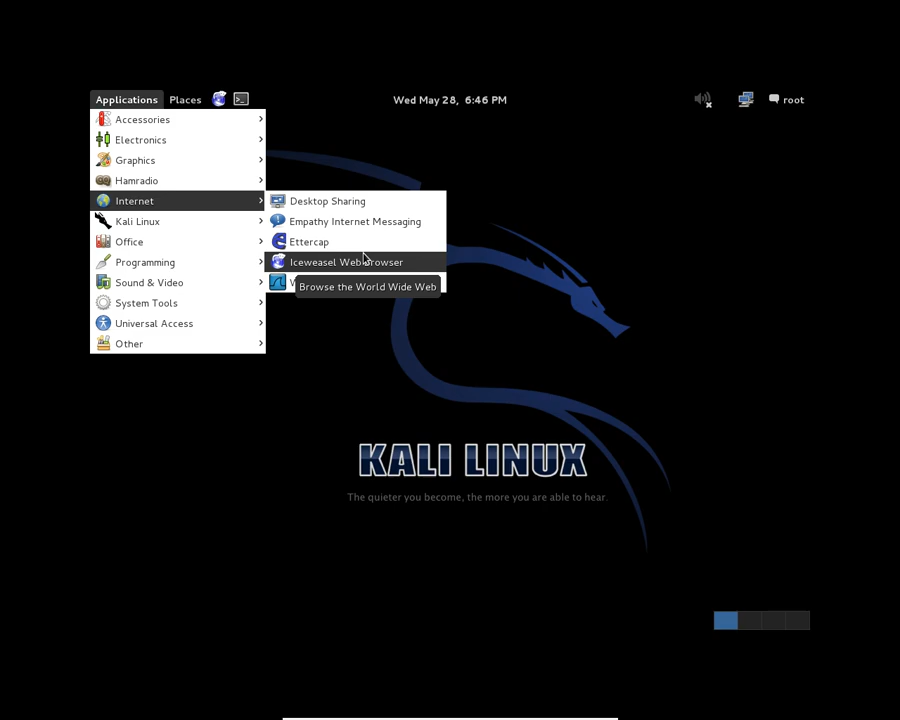 Applications Places Wed May 28, 6:46 PM root
Accessories
Electronics
Graphics
Hamradio
Internet
Kali Linux
Office
Programming
Sound & Video
System Tools
Universal Access
Other
Desktop Sharing
Empathy Internet Messaging
Ettercap
Iceweasel Web Browser
Browse the World Wide Web
KALI LINUX
The quieter you become, the more you are able to hear.